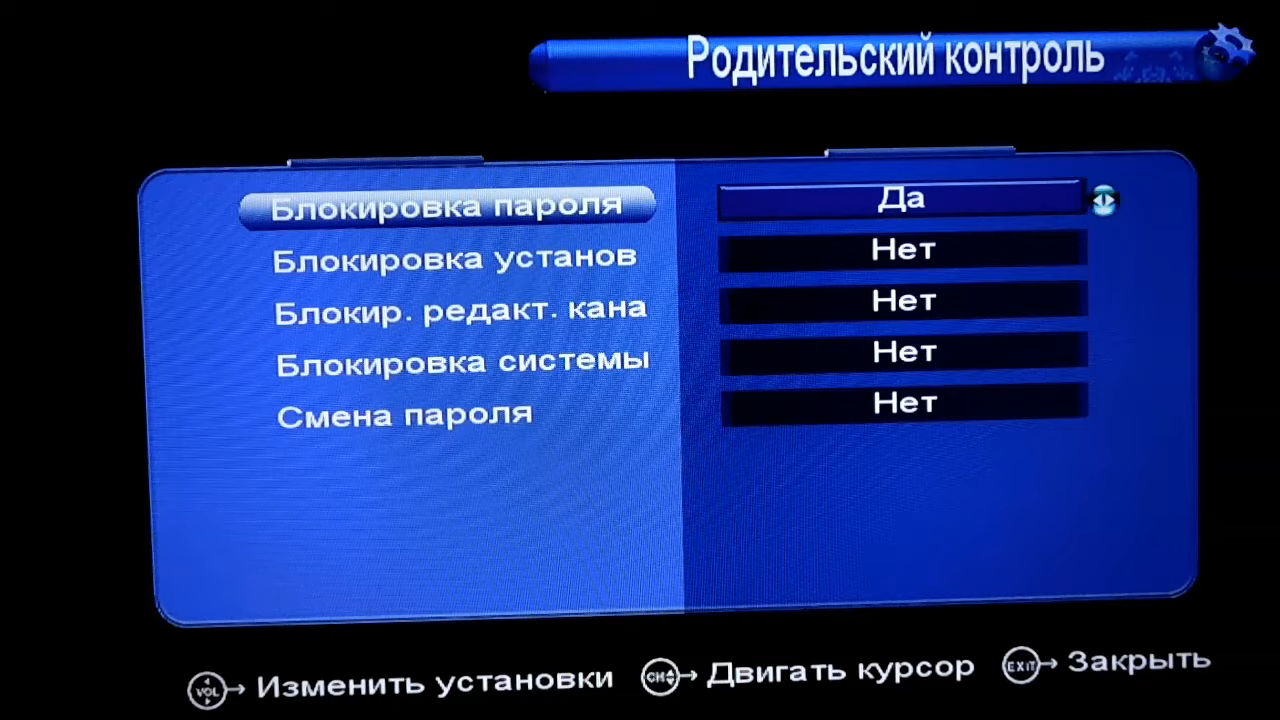 Родительский контроль
Блокировка пароля Да
Блокировка установ Нет
Блокир. редакт. кана Нет
Блокировка системы Нет
Смена пароля Нет
VOL Изменить установки CH Двигать курсор EXIT Закрыть